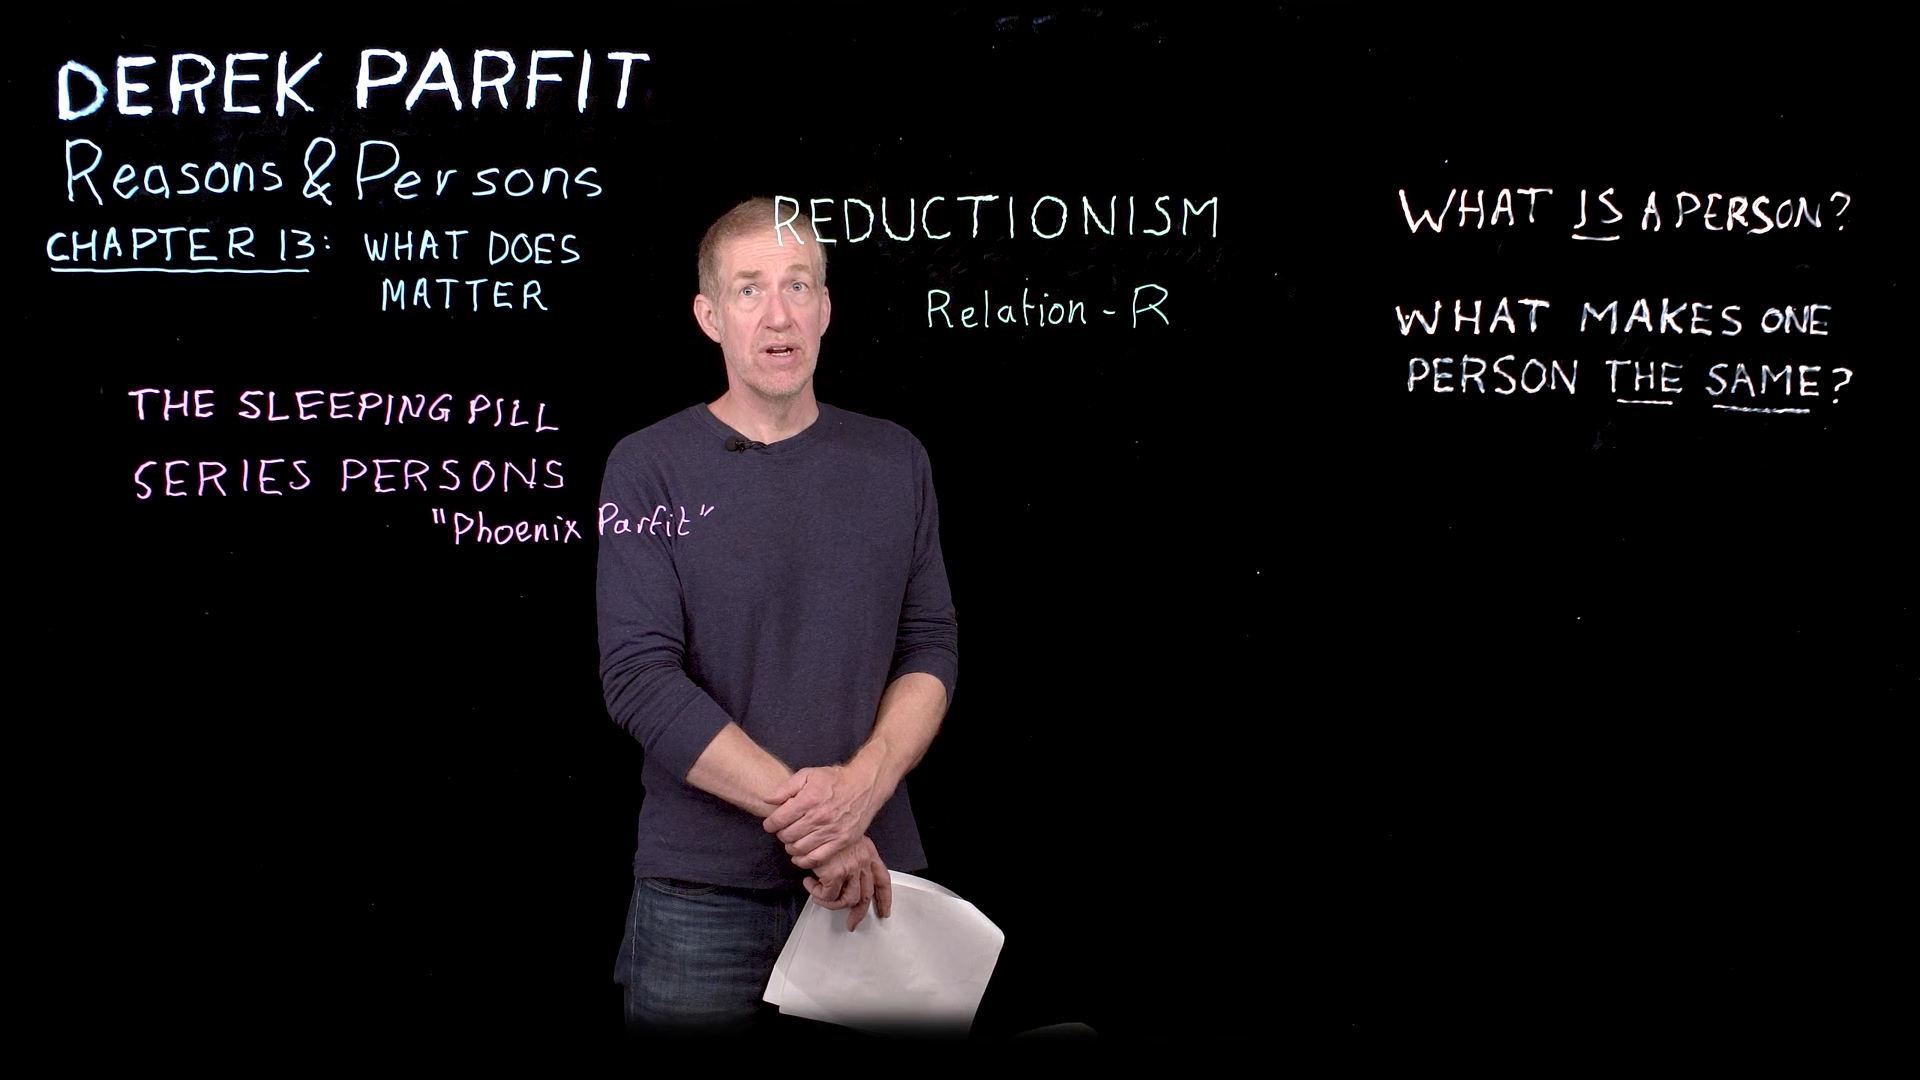 DEREK PARFIT
Reasons & Persons
CHAPTER 13: WHAT DOES
MATTER
THE SLEEPING PILL
SERIES PERSONS
"Phoenix Parfit"
REDUCTIONISM
Relation - R
WHAT IS A PERSON?
WHAT MAKES ONE
PERSON THE SAME?